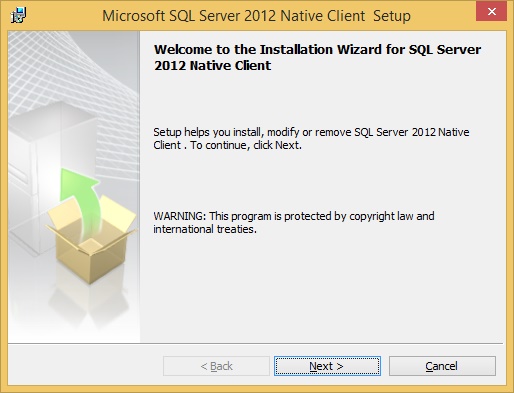 Microsoft SQL Server 2012 Native Client  Setup
Welcome to the Installation Wizard for SQL Server
2012 Native Client
Setup helps you install, modify or remove SQL Server 2012 Native
Client . To continue, click Next.
WARNING: This program is protected by copyright law and
international treaties.
< Back
Next >
Cancel